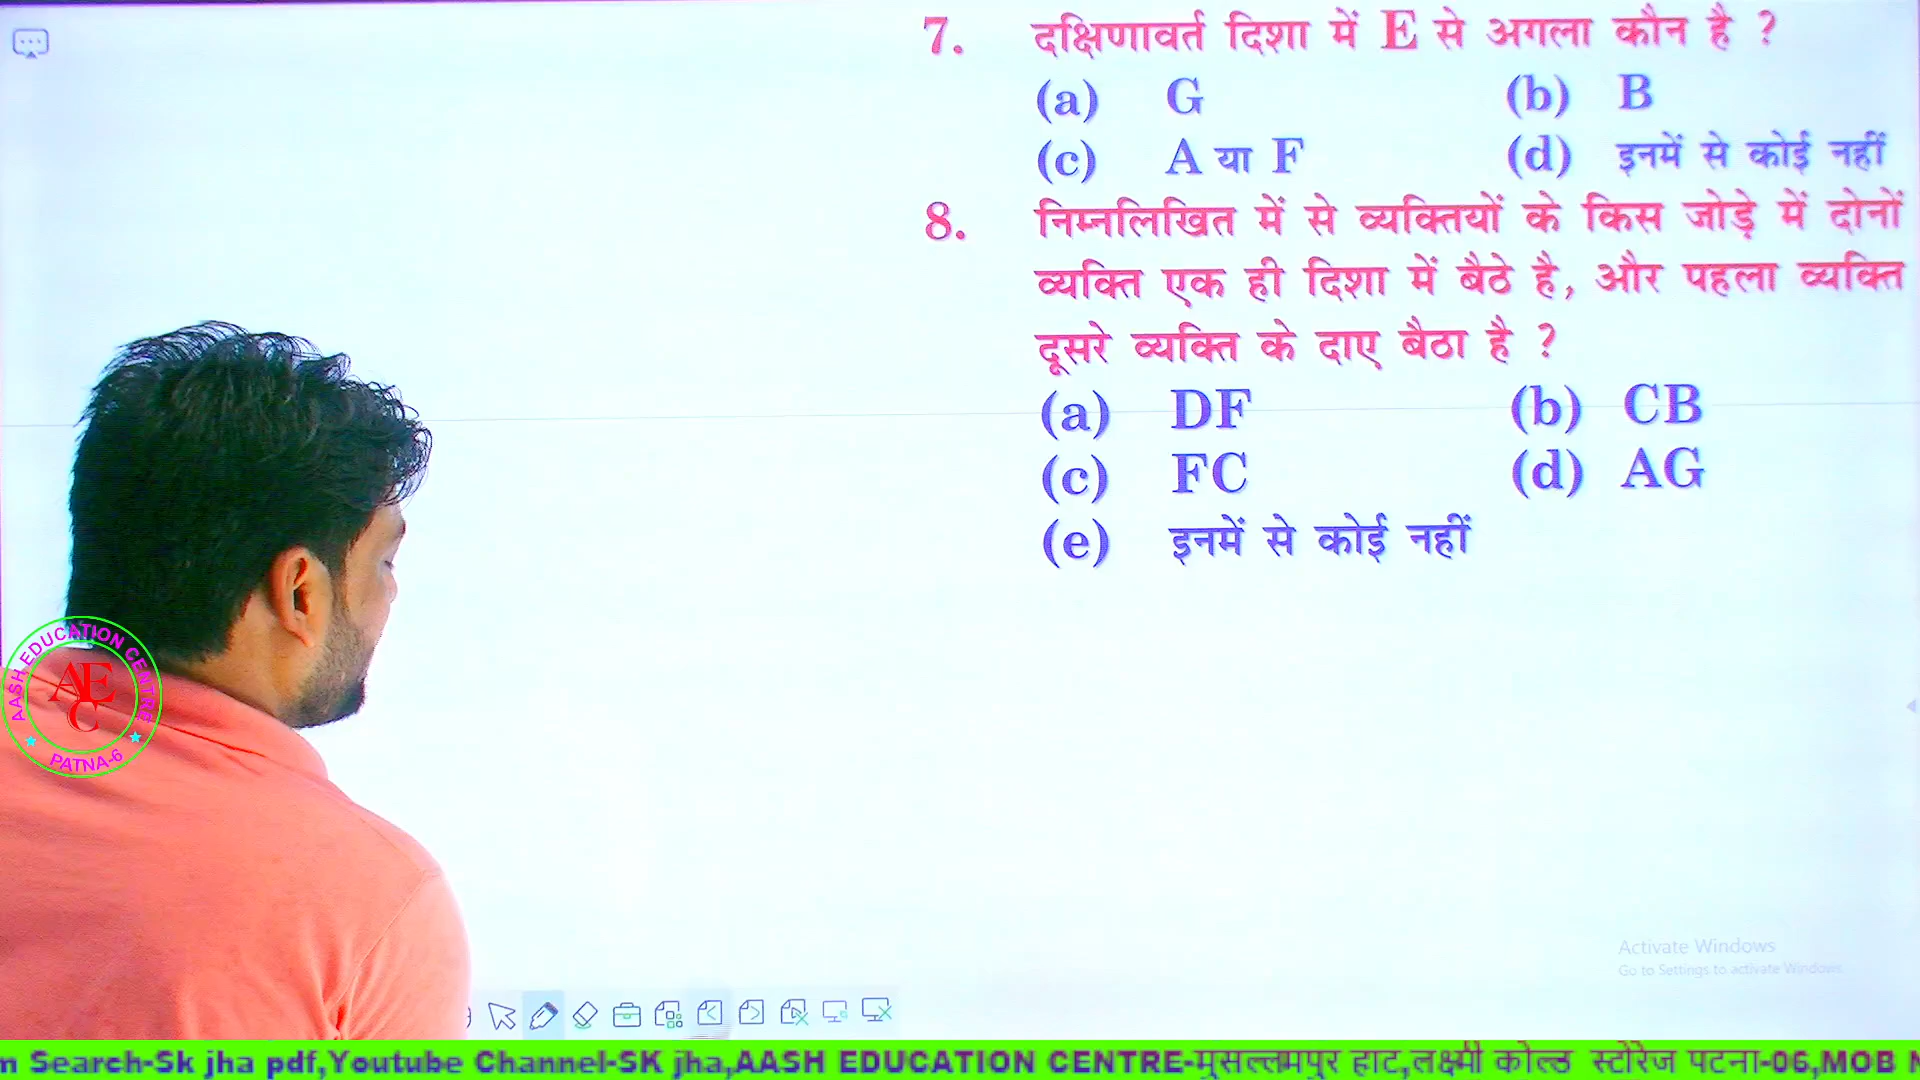 7. दक्षिणावर्त दिशा में E से अगला कौन है ?
(a) G (b) B
(c) A या F (d) इनमें से कोई नहीं
8. निम्नलिखित में से व्यक्तियों के किस जोड़े में दोनों
व्यक्ति एक ही दिशा में बैठे है, और पहला व्यक्ति
दूसरे व्यक्ति के दाए बैठा है ?
(a) DF (b) CB
(c) FC (d) AG
(e) इनमें से कोई नहीं
AASH EDUCATION CENTRE
AEC
PATNA-6
Activate Windows
Go to Settings to activate Windows.
m Search-Sk jha pdf,Youtube Channel-SK jha,AASH EDUCATION CENTRE-मुसल्लमपुर हाट,लक्ष्मी कोल्ड स्टोरेज पटना-06,MOB N